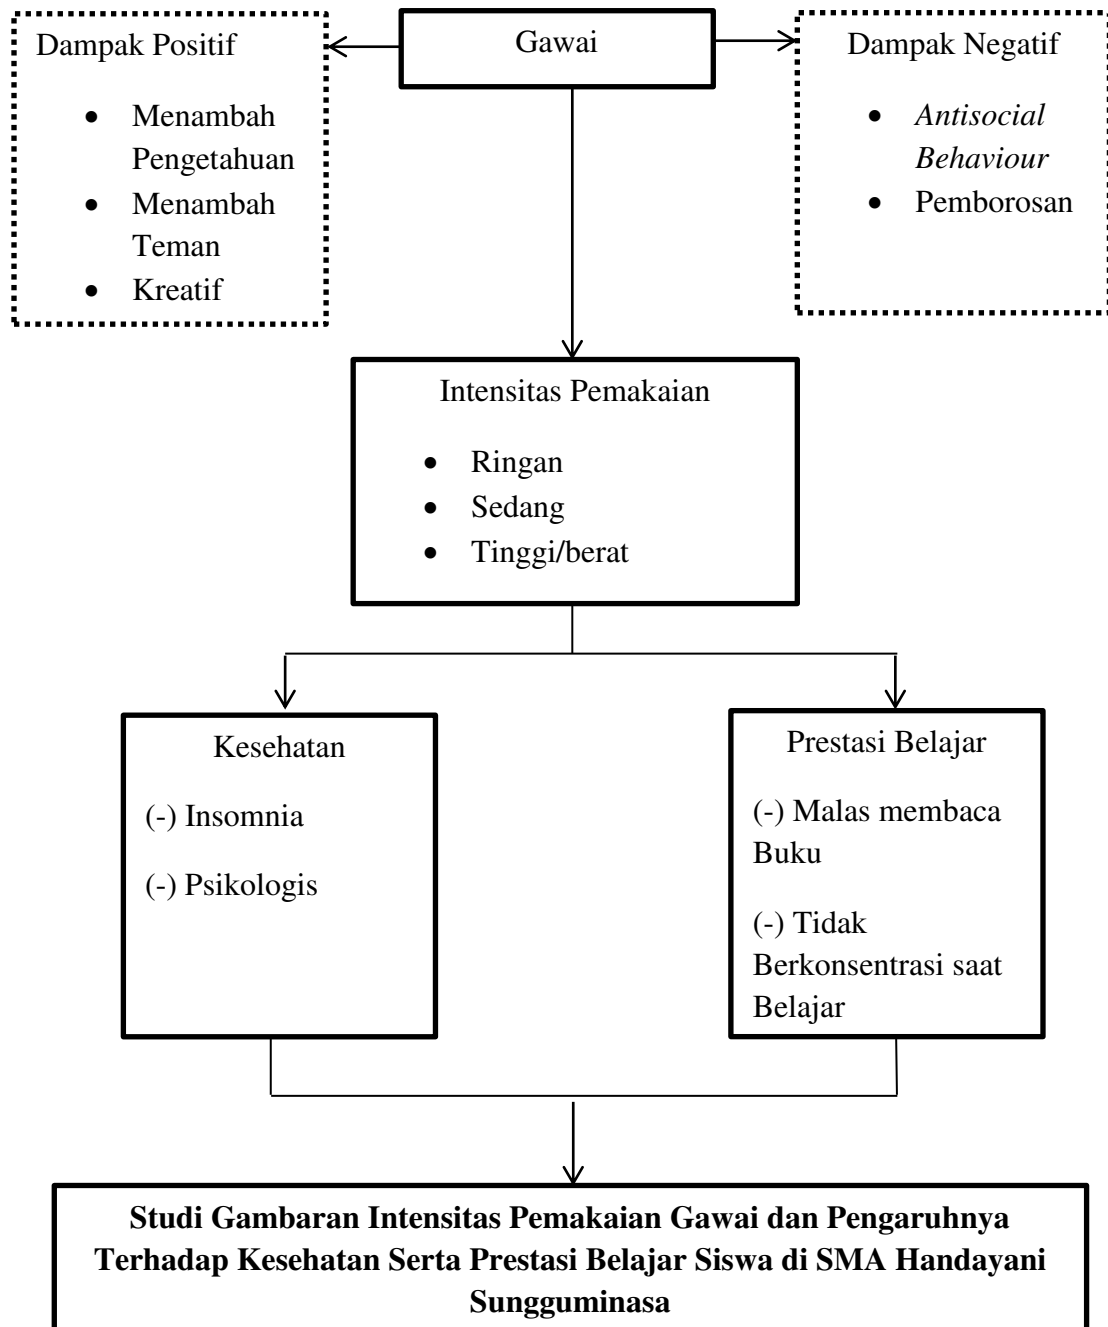 Dampak Positif
• Menambah
Pengetahuan
• Menambah
Teman
• Kreatif
Gawai
Dampak Negatif
• Antisocial
Behaviour
• Pemborosan
Intensitas Pemakaian
• Ringan
• Sedang
• Tinggi/berat
Kesehatan
(-) Insomnia
(-) Psikologis
Prestasi Belajar
(-) Malas membaca
Buku
(-) Tidak
Berkonsentrasi saat
Belajar
Studi Gambaran Intensitas Pemakaian Gawai dan Pengaruhnya
Terhadap Kesehatan Serta Prestasi Belajar Siswa di SMA Handayani
Sungguminasa